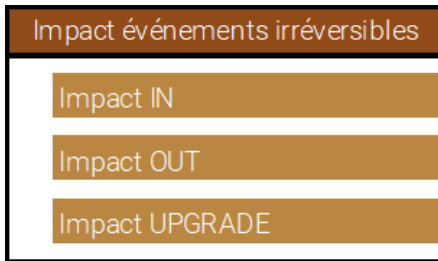 Impact événements irréversibles
Impact IN
Impact OUT
Impact UPGRADE